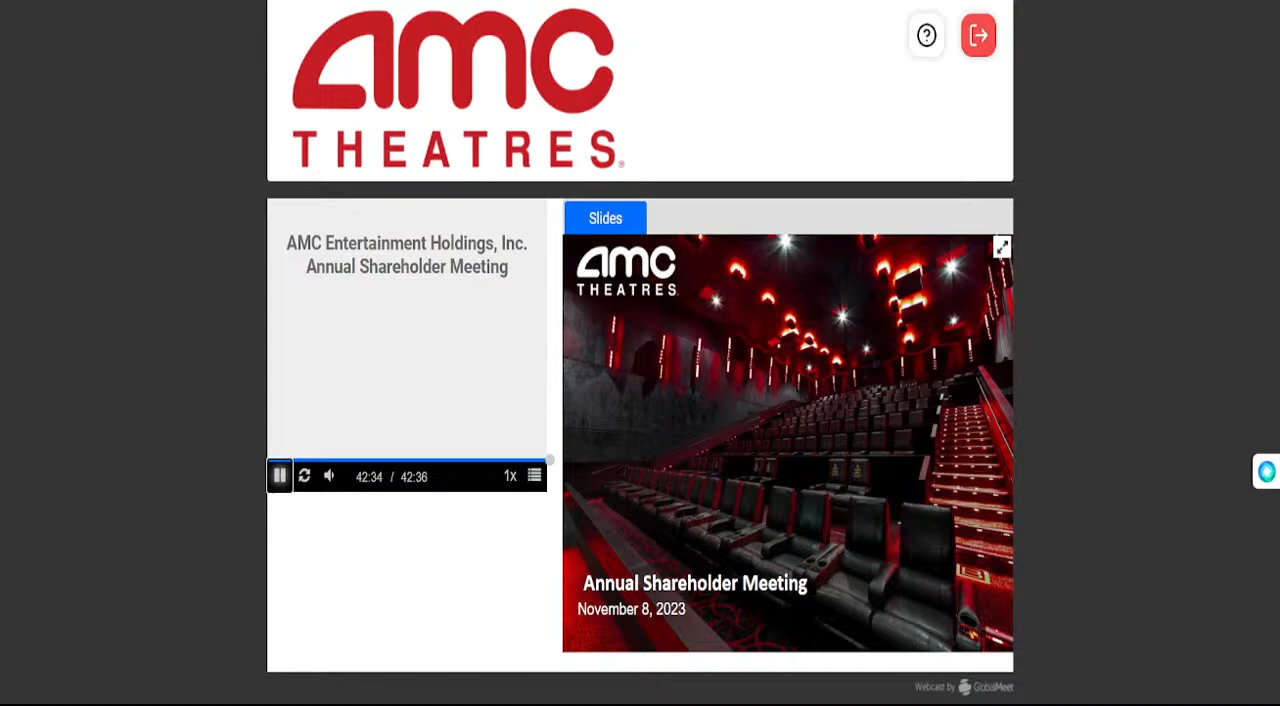 amc
THEATRES®
AMC Entertainment Holdings, Inc.
Annual Shareholder Meeting
42:34 / 42:36
1x
Slides
amc
THEATRES
Annual Shareholder Meeting
November 8, 2023
Webcast by GlobalMeet